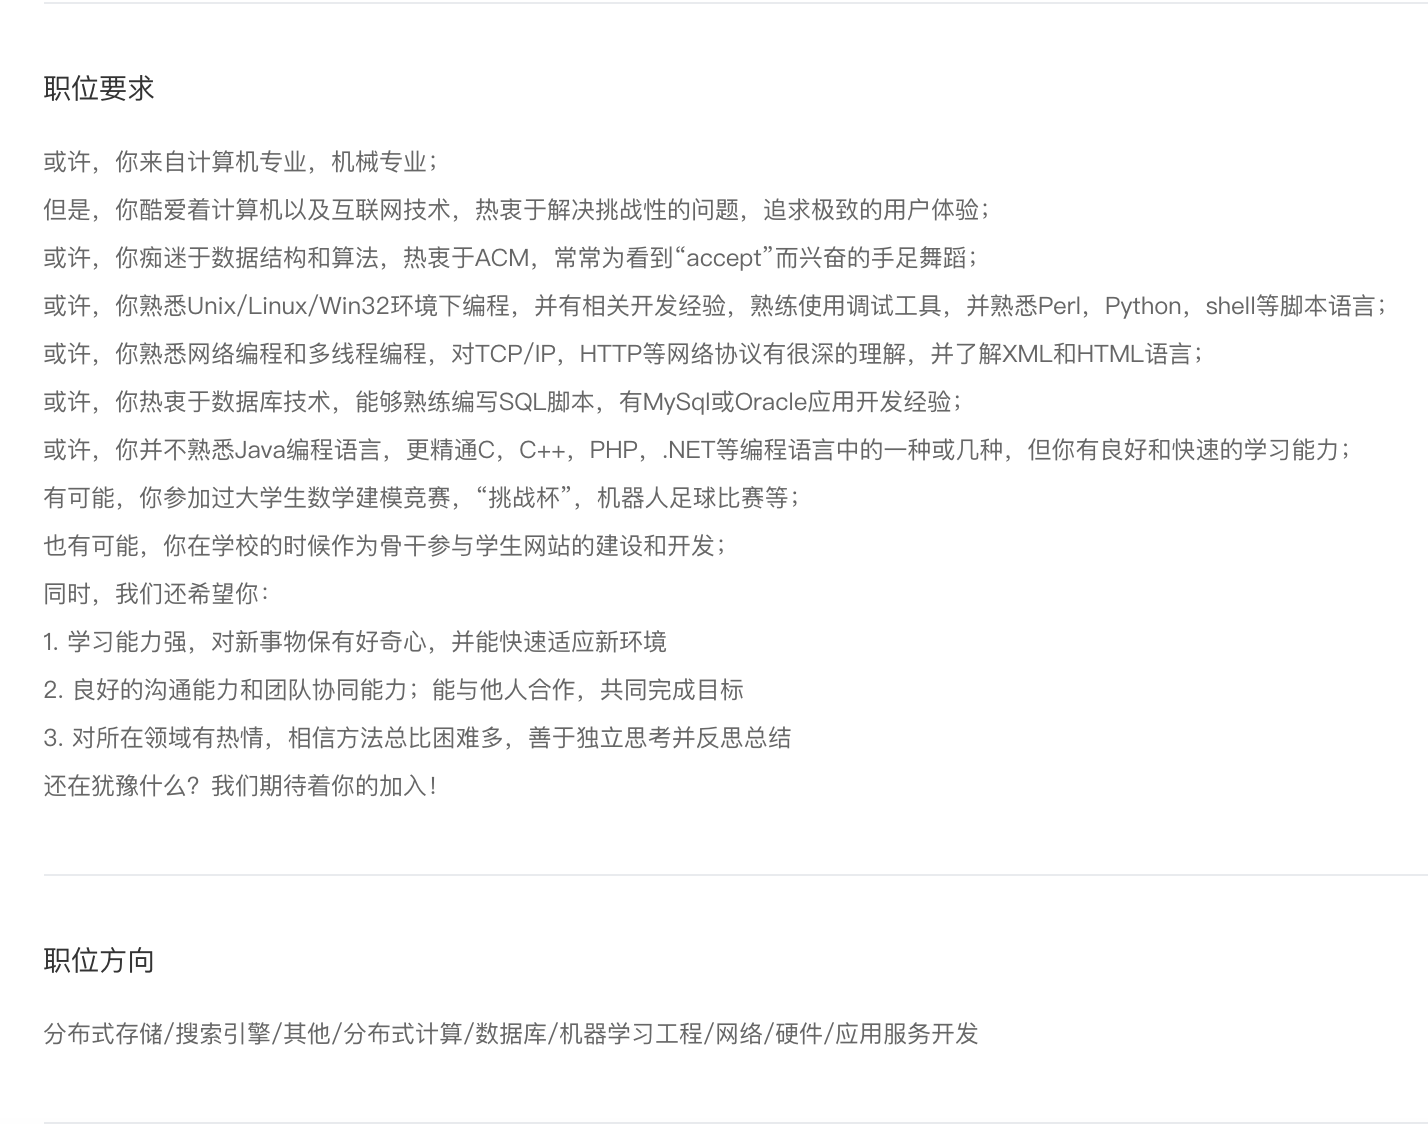 职位要求
或许，你来自计算机专业，机械专业；
但是，你酷爱着计算机以及互联网技术，热衷于解决挑战性的问题，追求极致的用户体验；
或许，你痴迷于数据结构和算法，热衷于ACM，常常为看到“accept”而兴奋的手足舞蹈；
或许，你熟悉Unix/Linux/Win32环境下编程，并有相关开发经验，熟练使用调试工具，并熟悉Perl，Python，shell等脚本语言；
或许，你熟悉网络编程和多线程编程，对TCP/IP，HTTP等网络协议有很深的理解，并了解XML和HTML语言；
或许，你热衷于数据库技术，能够熟练编写SQL脚本，有MySql或Oracle应用开发经验；
或许，你并不熟悉Java编程语言，更精通C，C++，PHP，.NET等编程语言中的一种或几种，但你有良好和快速的学习能力；
有可能，你参加过大学生数学建模竞赛，“挑战杯”，机器人足球比赛等；
也有可能，你在学校的时候作为骨干参与学生网站的建设和开发；
同时，我们还希望你：
1. 学习能力强，对新事物保有好奇心，并能快速适应新环境
2. 良好的沟通能力和团队协同能力；能与他人合作，共同完成目标
3. 对所在领域有热情，相信方法总比困难多，善于独立思考并反思总结
还在犹豫什么？我们期待着你的加入！
职位方向
分布式存储/搜索引擎/其他/分布式计算/数据库/机器学习工程/网络/硬件/应用服务开发